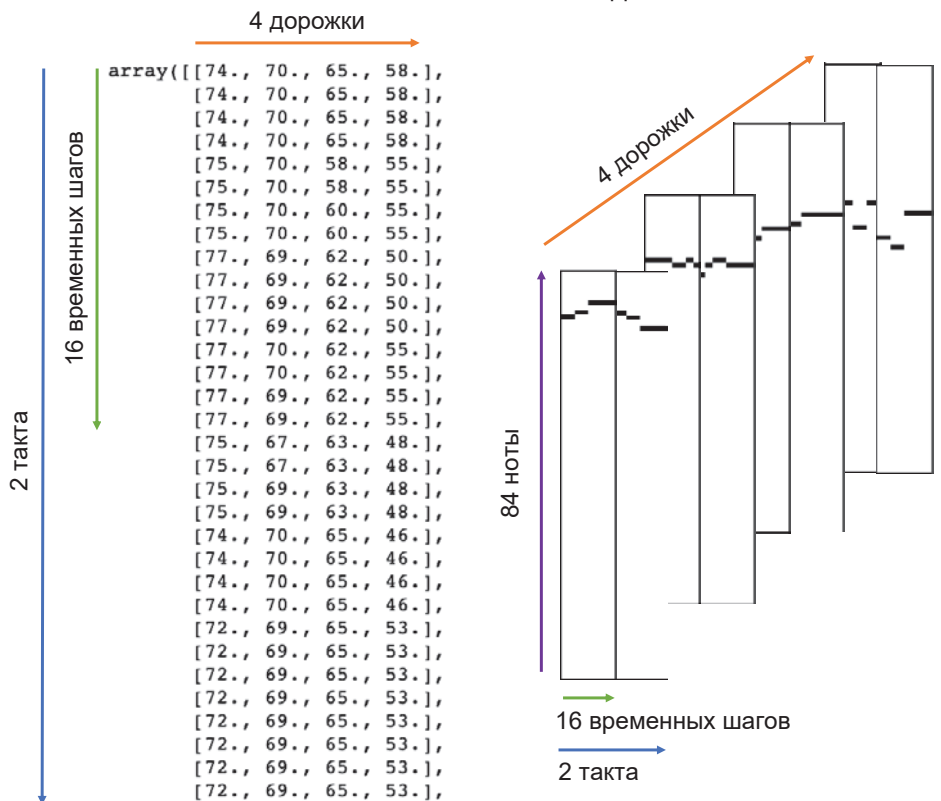 4 дорожки
array([[74., 70., 65., 58.],
[74., 70., 65., 58.],
[74., 70., 65., 58.],
[74., 70., 65., 58.],
[75., 70., 58., 55.],
[75., 70., 58., 55.],
[75., 70., 60., 55.],
[75., 70., 60., 55.],
[77., 69., 62., 50.],
[77., 69., 62., 50.],
[77., 69., 62., 50.],
[77., 69., 62., 50.],
[77., 70., 62., 55.],
[77., 70., 62., 55.],
[77., 69., 62., 55.],
[77., 69., 62., 55.],
[75., 67., 63., 48.],
[75., 67., 63., 48.],
[75., 69., 63., 48.],
[75., 69., 63., 48.],
[74., 70., 65., 46.],
[74., 70., 65., 46.],
[74., 70., 65., 46.],
[74., 70., 65., 46.],
[72., 69., 65., 53.],
[72., 69., 65., 53.],
[72., 69., 65., 53.],
[72., 69., 65., 53.],
[72., 69., 65., 53.],
[72., 69., 65., 53.],
[72., 69., 65., 53.],
[72., 69., 65., 53.],
16 временных шагов
2 такта
4 дорожки
84 ноты
16 временных шагов
2 такта